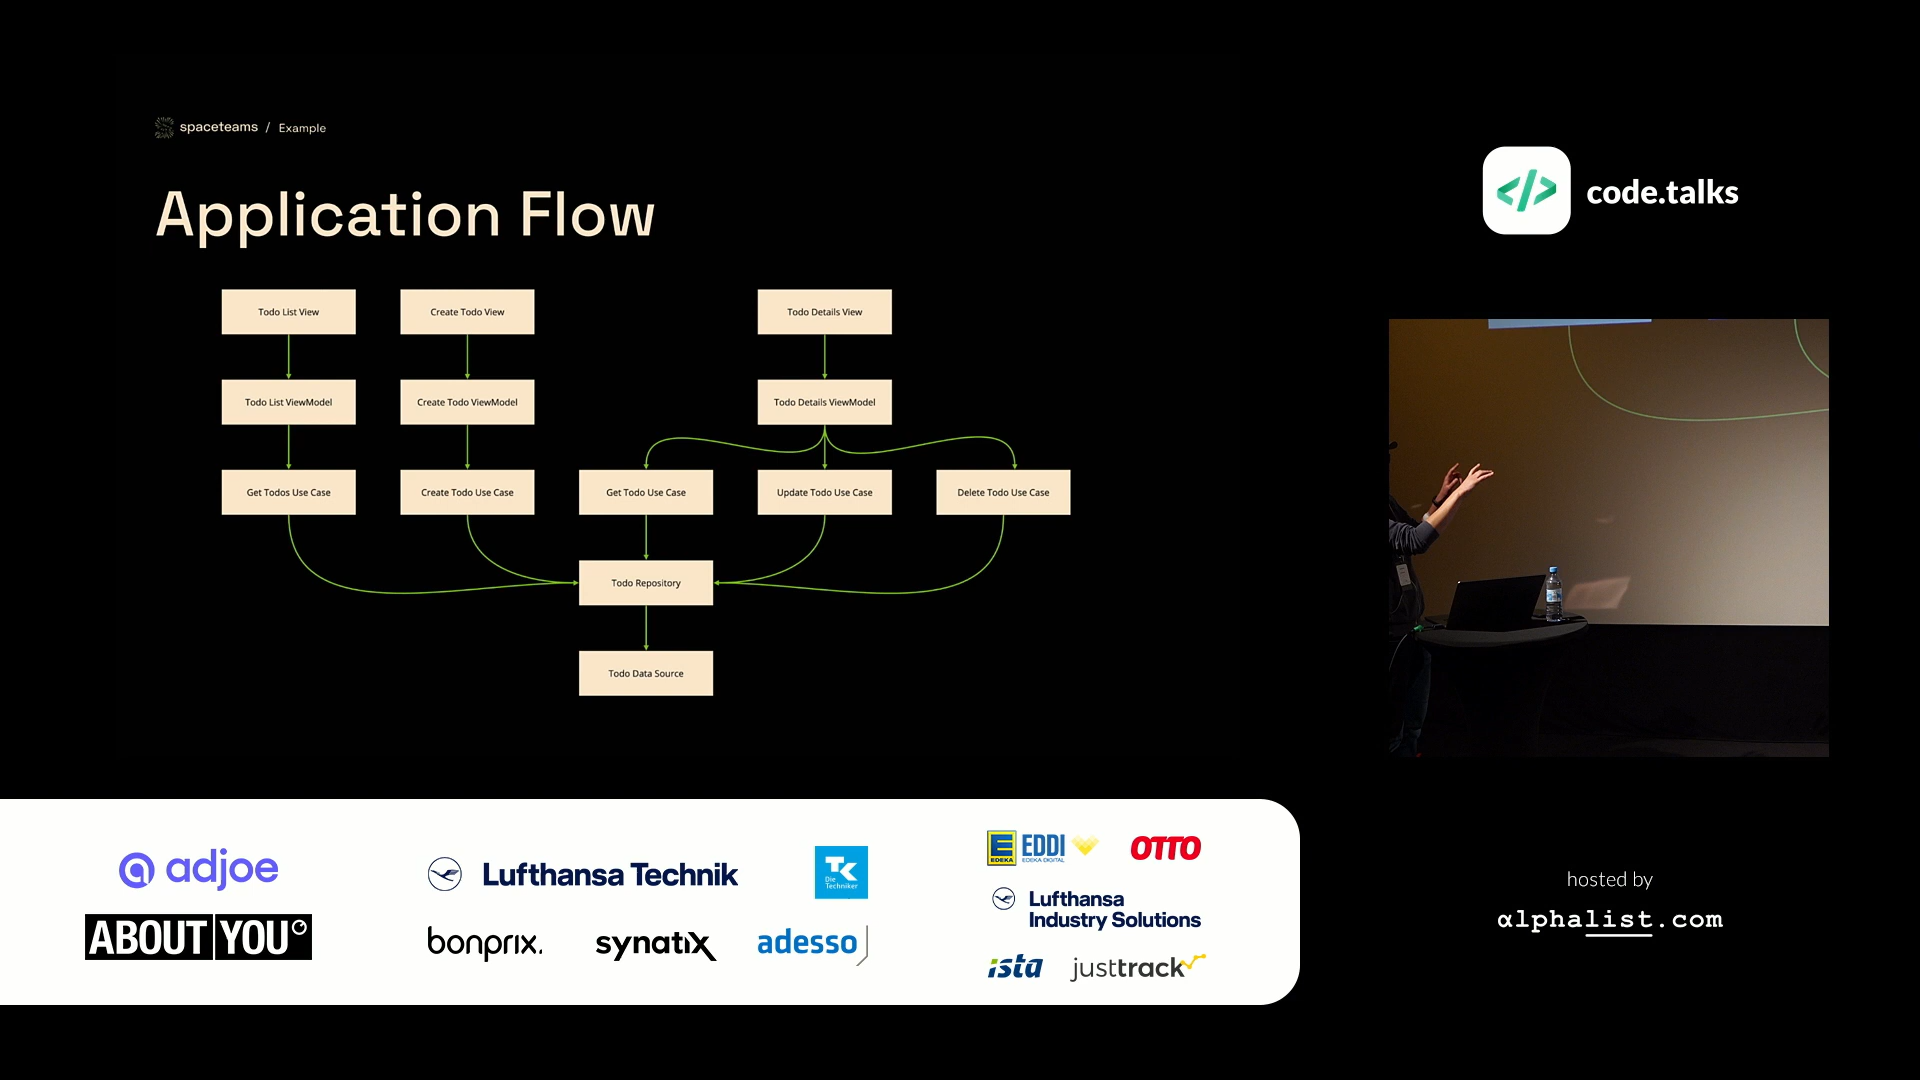 spaceteams / Example
Application Flow
Todo List View
Create Todo View
Todo Details View
Todo List ViewModel
Create Todo ViewModel
Todo Details ViewModel
Get Todos Use Case
Create Todo Use Case
Get Todo Use Case
Update Todo Use Case
Delete Todo Use Case
Todo Repository
Todo Data Source
</> code.talks
adjoe
ABOUT YOU
Lufthansa Technik
TK
Die
Techniker
bonprix.
synatix
adesso
E
EDEKA
EDDI
EDEKA DIGITAL
OTTO
Lufthansa
Industry Solutions
ista
justtrack
hosted by
αlphalist.com